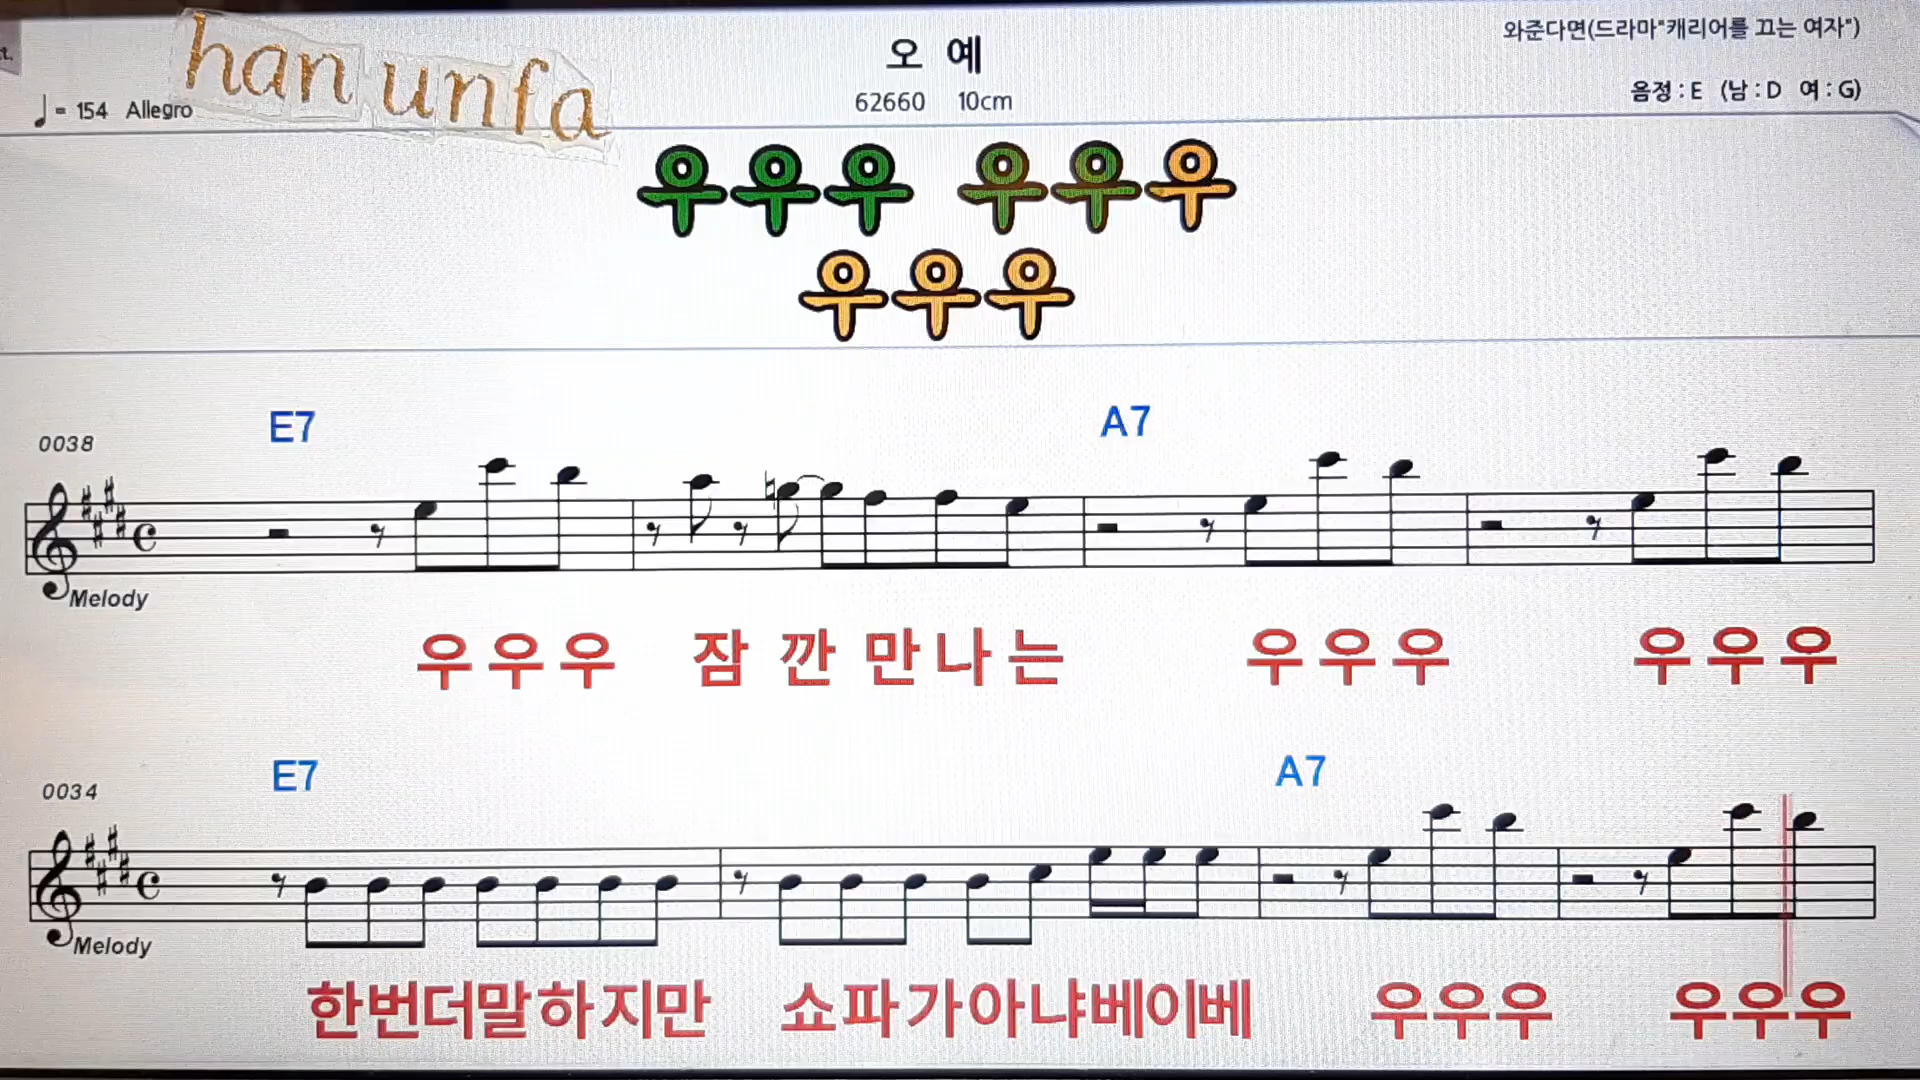 t.
han unfa
오 예
와준다면(드라마"캐리어를 끄는 여자")
♩= 154 Allegro
62660 10cm
음정 : E (남 : D 여 : G)
우우우 우우우
우우우
E7 A7
0038
Melody
우우우 잠깐만나는 우우우 우우우
E7 A7
0034
Melody
한번더말하지만 쇼파가아냐베이베 우우우 우우우